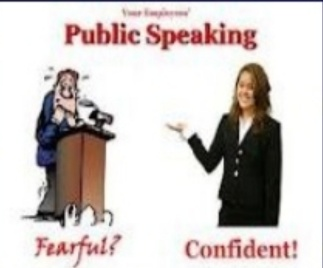 Your Employees'
Public Speaking
Fearful?
Confident!